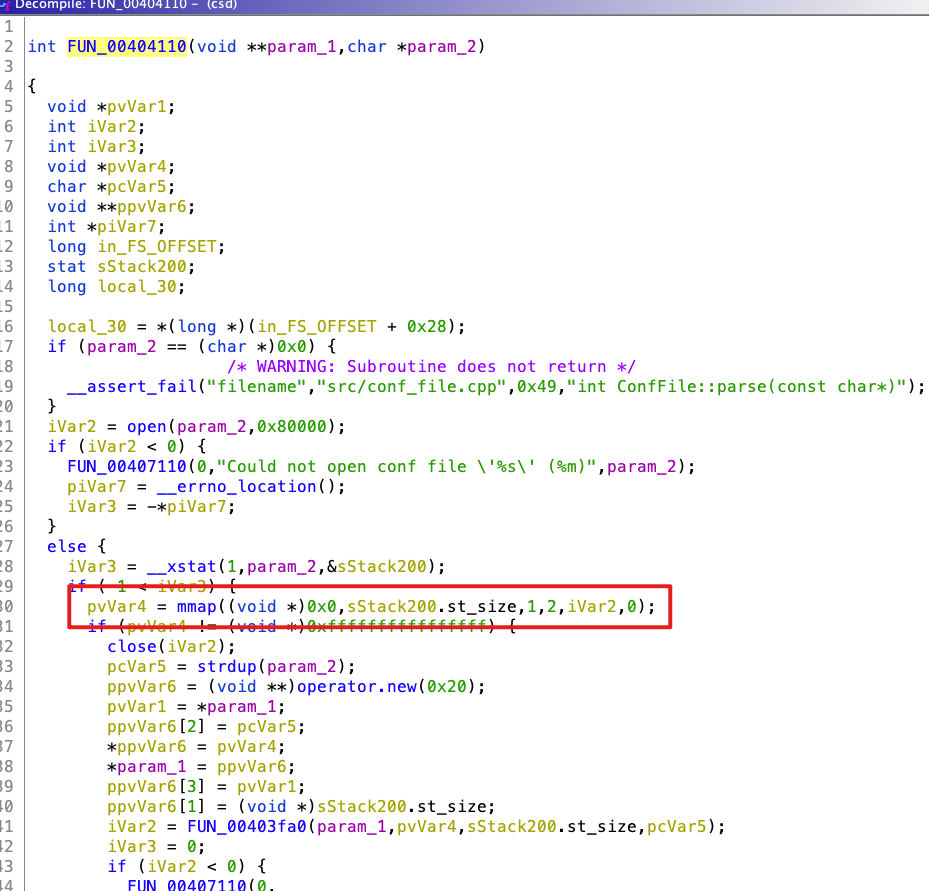 Decompile: FUN_00404110 - (csd)
1
2 int FUN_00404110(void **param_1,char *param_2)
3
4 {
5 void *pvVar1;
6 int iVar2;
7 int iVar3;
8 void *pvVar4;
9 char *pcVar5;
10 void **ppvVar6;
11 int *piVar7;
12 long in_FS_OFFSET;
13 stat sStack200;
14 long local_30;
15
16 local_30 = *(long *)(in_FS_OFFSET + 0x28);
17 if (param_2 == (char *)0x0) {
18 /* WARNING: Subroutine does not return */
19 __assert_fail("filename","src/conf_file.cpp",0x49,"int ConfFile::parse(const char*)");
20 }
21 iVar2 = open(param_2,0x80000);
22 if (iVar2 < 0) {
23 FUN_00407110(0,"Could not open conf file \'%s\' (%m)",param_2);
24 piVar7 = __errno_location();
25 iVar3 = -*piVar7;
26 }
27 else {
28 iVar3 = __xstat(1,param_2,&sStack200);
29 if (-1 < iVar3) {
30 pvVar4 = mmap((void *)0x0,sStack200.st_size,1,2,iVar2,0);
31 if (pvVar4 != (void *)0xffffffffffffffff) {
32 close(iVar2);
33 pcVar5 = strdup(param_2);
34 ppvVar6 = (void **)operator.new(0x20);
35 pvVar1 = *param_1;
36 ppvVar6[2] = pcVar5;
37 *ppvVar6 = pvVar4;
38 *param_1 = ppvVar6;
39 ppvVar6[3] = pvVar1;
40 ppvVar6[1] = (void *)sStack200.st_size;
41 iVar2 = FUN_00403fa0(param_1,pvVar4,sStack200.st_size,pcVar5);
42 iVar3 = 0;
43 if (iVar2 < 0) {
44 FUN_00407110(0,